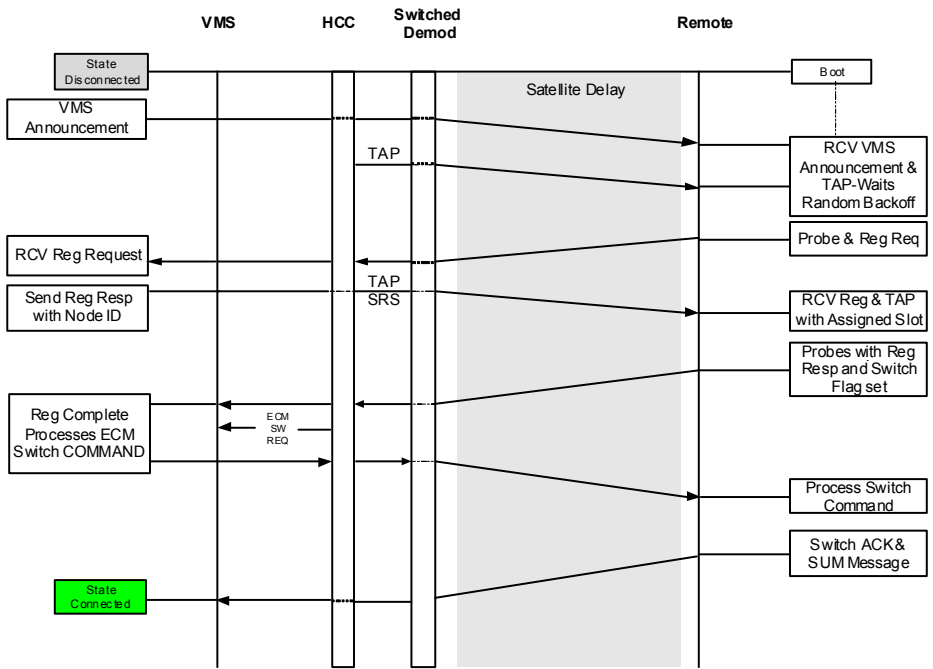 VMS
HCC
Switched
Demod
Remote
State
Disconnected
Boot
Satellite Delay
VMS
Announcement
TAP
RCV VMS
Announcement &
TAP-Waits
Random Backoff
RCV Reg Request
Probe & Reg Req
Send Reg Resp
with Node ID
TAP
SRS
RCV Reg & TAP
with Assigned Slot
Probes with Reg
Resp and Switch
Flag set
Reg Complete
Processes ECM
Switch COMMAND
ECM
SW
REQ
Process Switch
Command
Switch ACK &
SUM Message
State
Connected